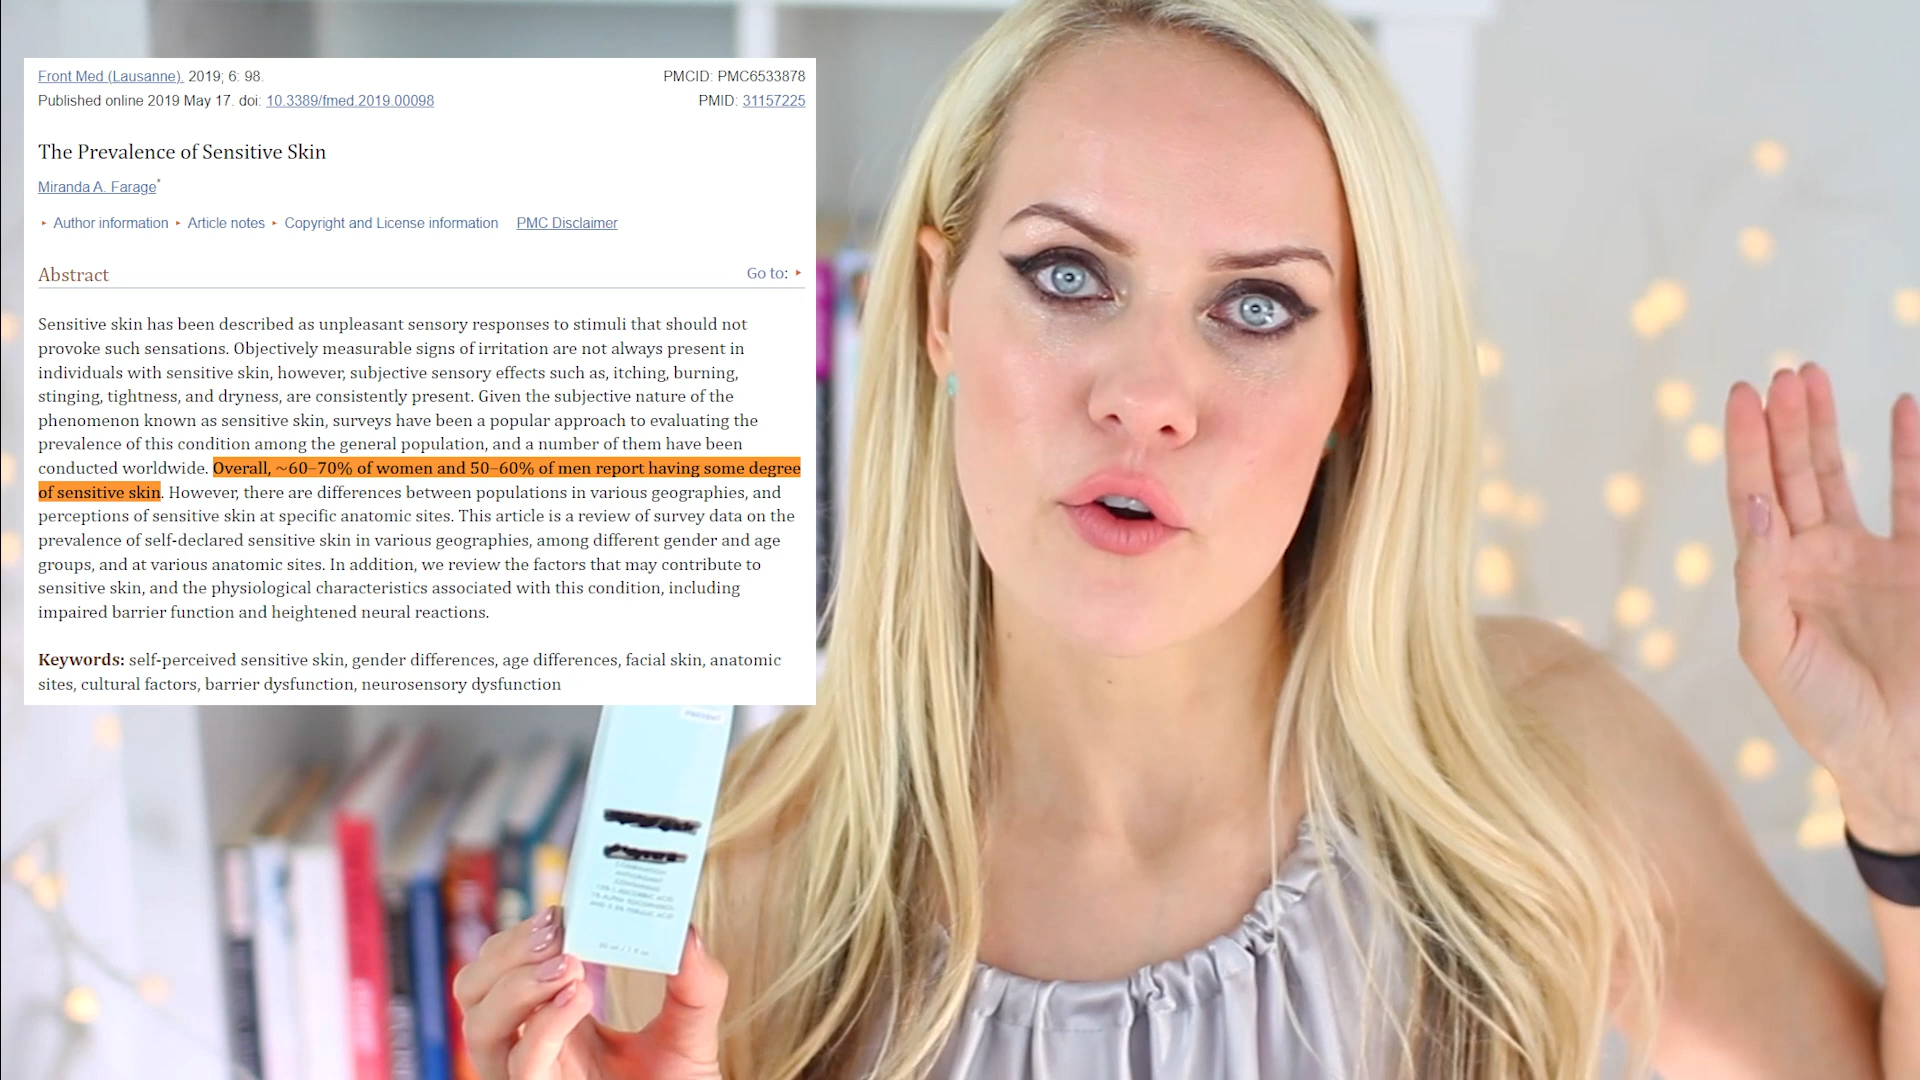 Front Med (Lausanne). 2019; 6: 98.
PMCID: PMC6533878
Published online 2019 May 17. doi: 10.3389/fmed.2019.00098
PMID: 31157225
The Prevalence of Sensitive Skin
Miranda A. Farage*
Author information Article notes Copyright and License information PMC Disclaimer
Abstract
Go to:
Sensitive skin has been described as unpleasant sensory responses to stimuli that should not
provoke such sensations. Objectively measurable signs of irritation are not always present in
individuals with sensitive skin, however, subjective sensory effects such as, itching, burning,
stinging, tightness, and dryness, are consistently present. Given the subjective nature of the
phenomenon known as sensitive skin, surveys have been a popular approach to evaluating the
prevalence of this condition among the general population, and a number of them have been
conducted worldwide. Overall, ~60–70% of women and 50–60% of men report having some degree
of sensitive skin. However, there are differences between populations in various geographies, and
perceptions of sensitive skin at specific anatomic sites. This article is a review of survey data on the
prevalence of self-declared sensitive skin in various geographies, among different gender and age
groups, and at various anatomic sites. In addition, we review the factors that may contribute to
sensitive skin, and the physiological characteristics associated with this condition, including
impaired barrier function and heightened neural reactions.
Keywords: self-perceived sensitive skin, gender differences, age differences, facial skin, anatomic
sites, cultural factors, barrier dysfunction, neurosensory dysfunction
COMBINATION
ANTIOXIDANT
15% L-ASCORBIC ACID